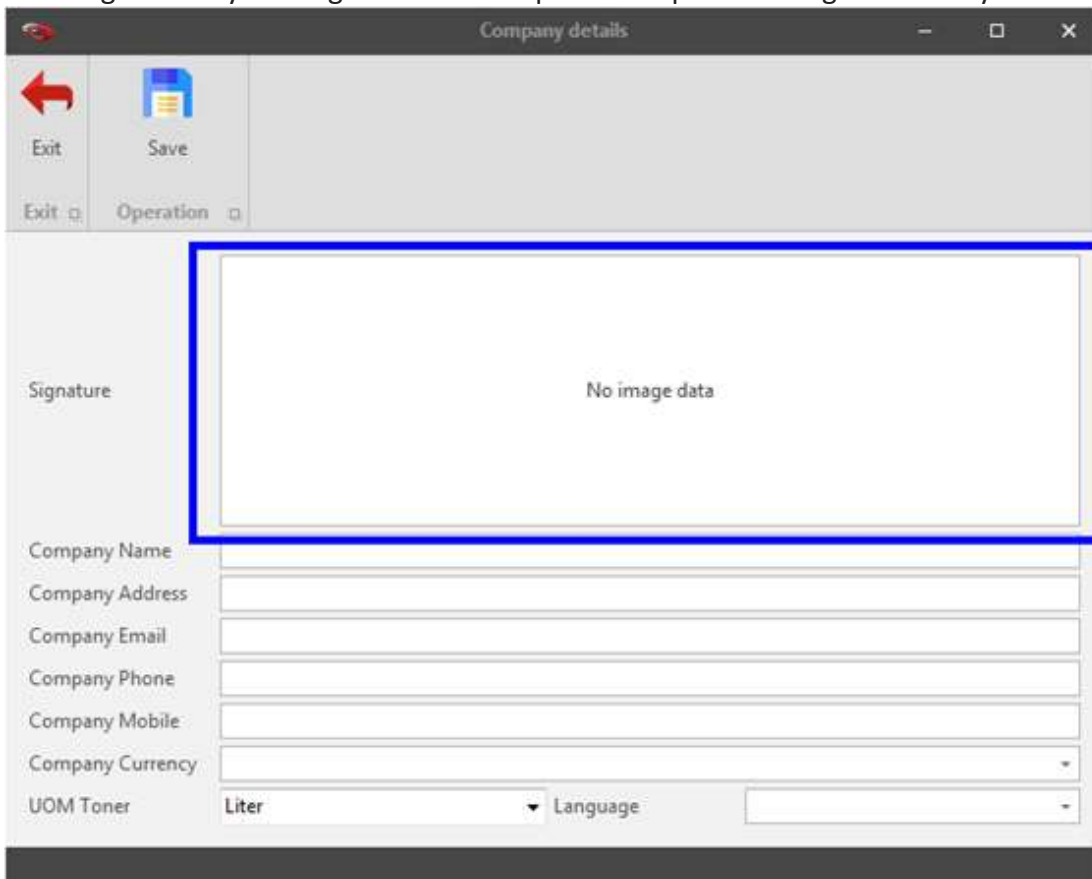 Company details
Exit Save
Exit Operation
Signature No image data
Company Name
Company Address
Company Email
Company Phone
Company Mobile
Company Currency
UOM Toner Liter Language